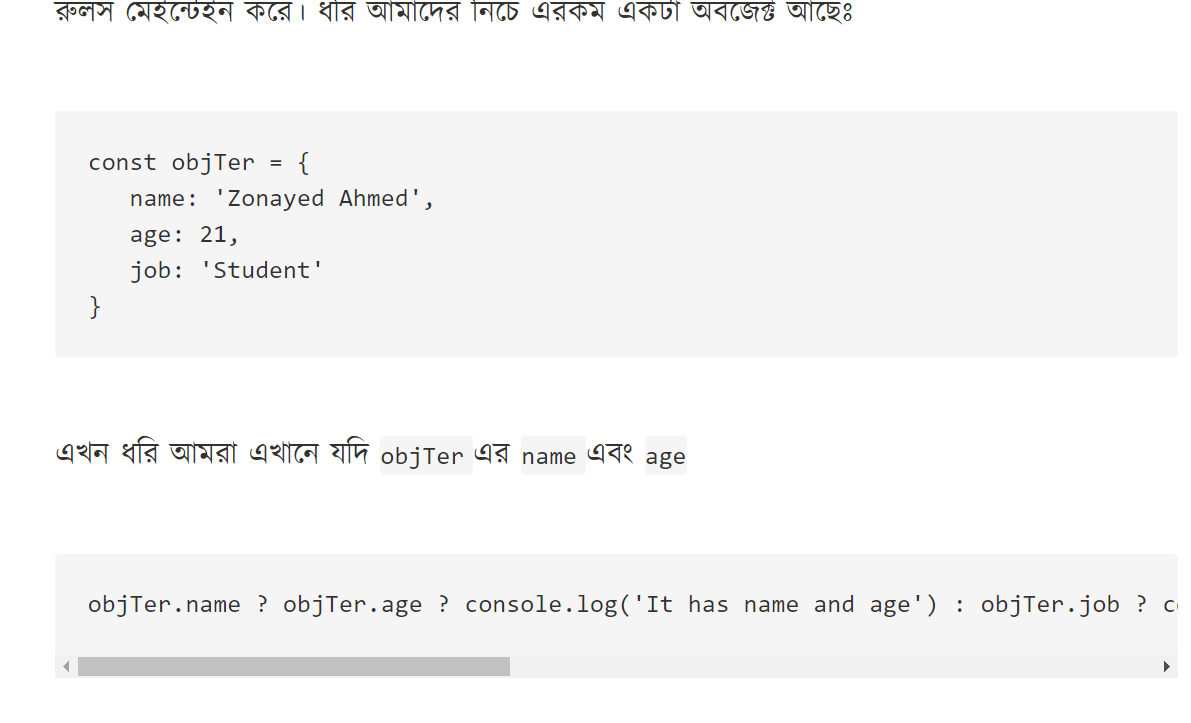 রুলস মেইন্টেইন করে। ধরি আমাদের নিচে এরকম একটা অবজেক্ট আছেঃ
const objTer = {
   name: 'Zonayed Ahmed',
   age: 21,
   job: 'Student'
}
এখন ধরি আমরা এখানে যদি objTer এর name এবং age
objTer.name ? objTer.age ? console.log('It has name and age') : objTer.job ? c